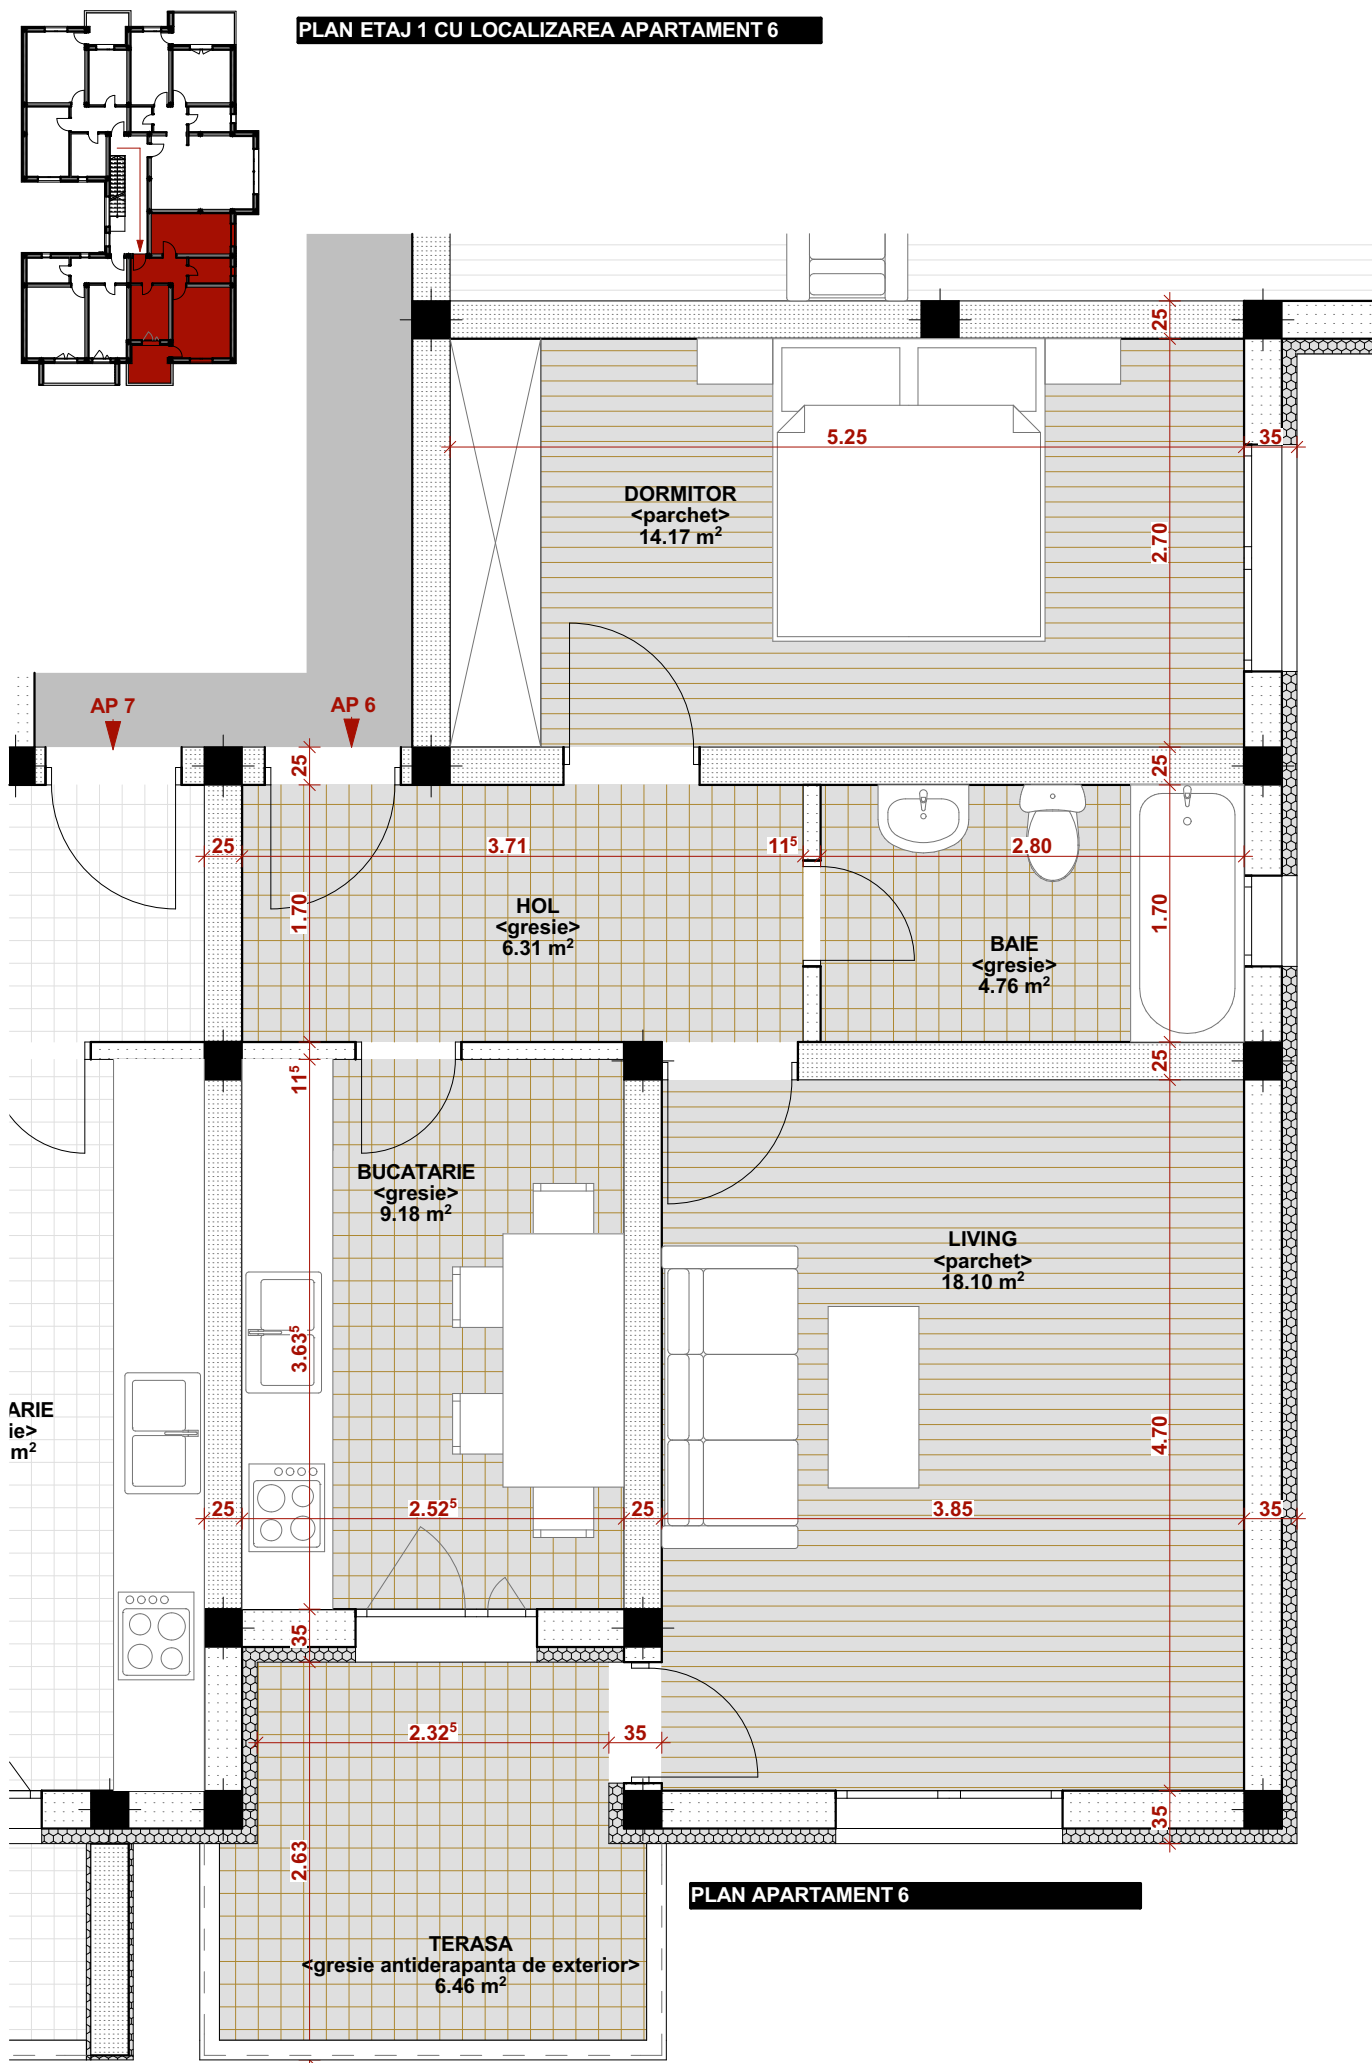 PLAN ETAJ 1 CU LOCALIZAREA APARTAMENT 6
25
5.25
35
DORMITOR
<parchet>
14.17 m²
2.70
AP 7
AP 6
25
25
25
3.71
11⁵
2.80
1.70
HOL
<gresie>
6.31 m²
1.70
BAIE
<gresie>
4.76 m²
11⁵
25
BUCATARIE
<gresie>
9.18 m²
LIVING
<parchet>
18.10 m²
3.63⁵
ARIE
ie>
m²
4.70
25
2.52⁵
25
3.85
35
35
2.32⁵
35
35
2.63
PLAN APARTAMENT 6
TERASA
<gresie antiderapanta de exterior>
6.46 m²